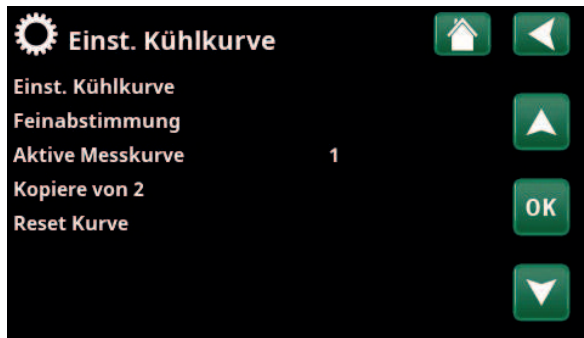 Einst. Kühlkurve
Einst. Kühlkurve
Feinabstimmung
Aktive Messkurve 1
Kopiere von 2
OK
Reset Kurve